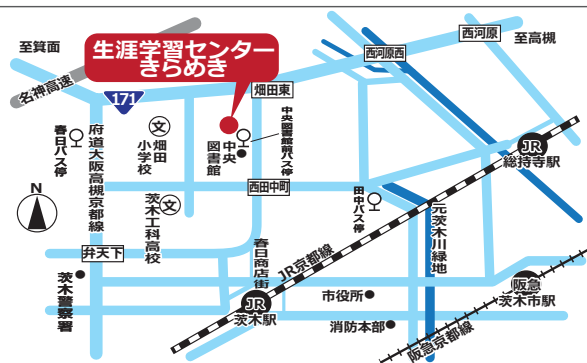 至箕面
名神高速
生涯学習センター
きらめき
171
畑田東
西河原西
西河原
至高槻
春日バス停
府道大阪高槻京都線
文
畑田
小学校
中央
図書館
中央図書館前バス停
JR
総持寺駅
N
文
茨木工科高校
西田中町
田中バス停
元茨木川緑地
弁天下
春日商店街
JR京都線
茨木警察署
JR
茨木駅
市役所
消防本部
阪急
茨木市駅
阪急京都線